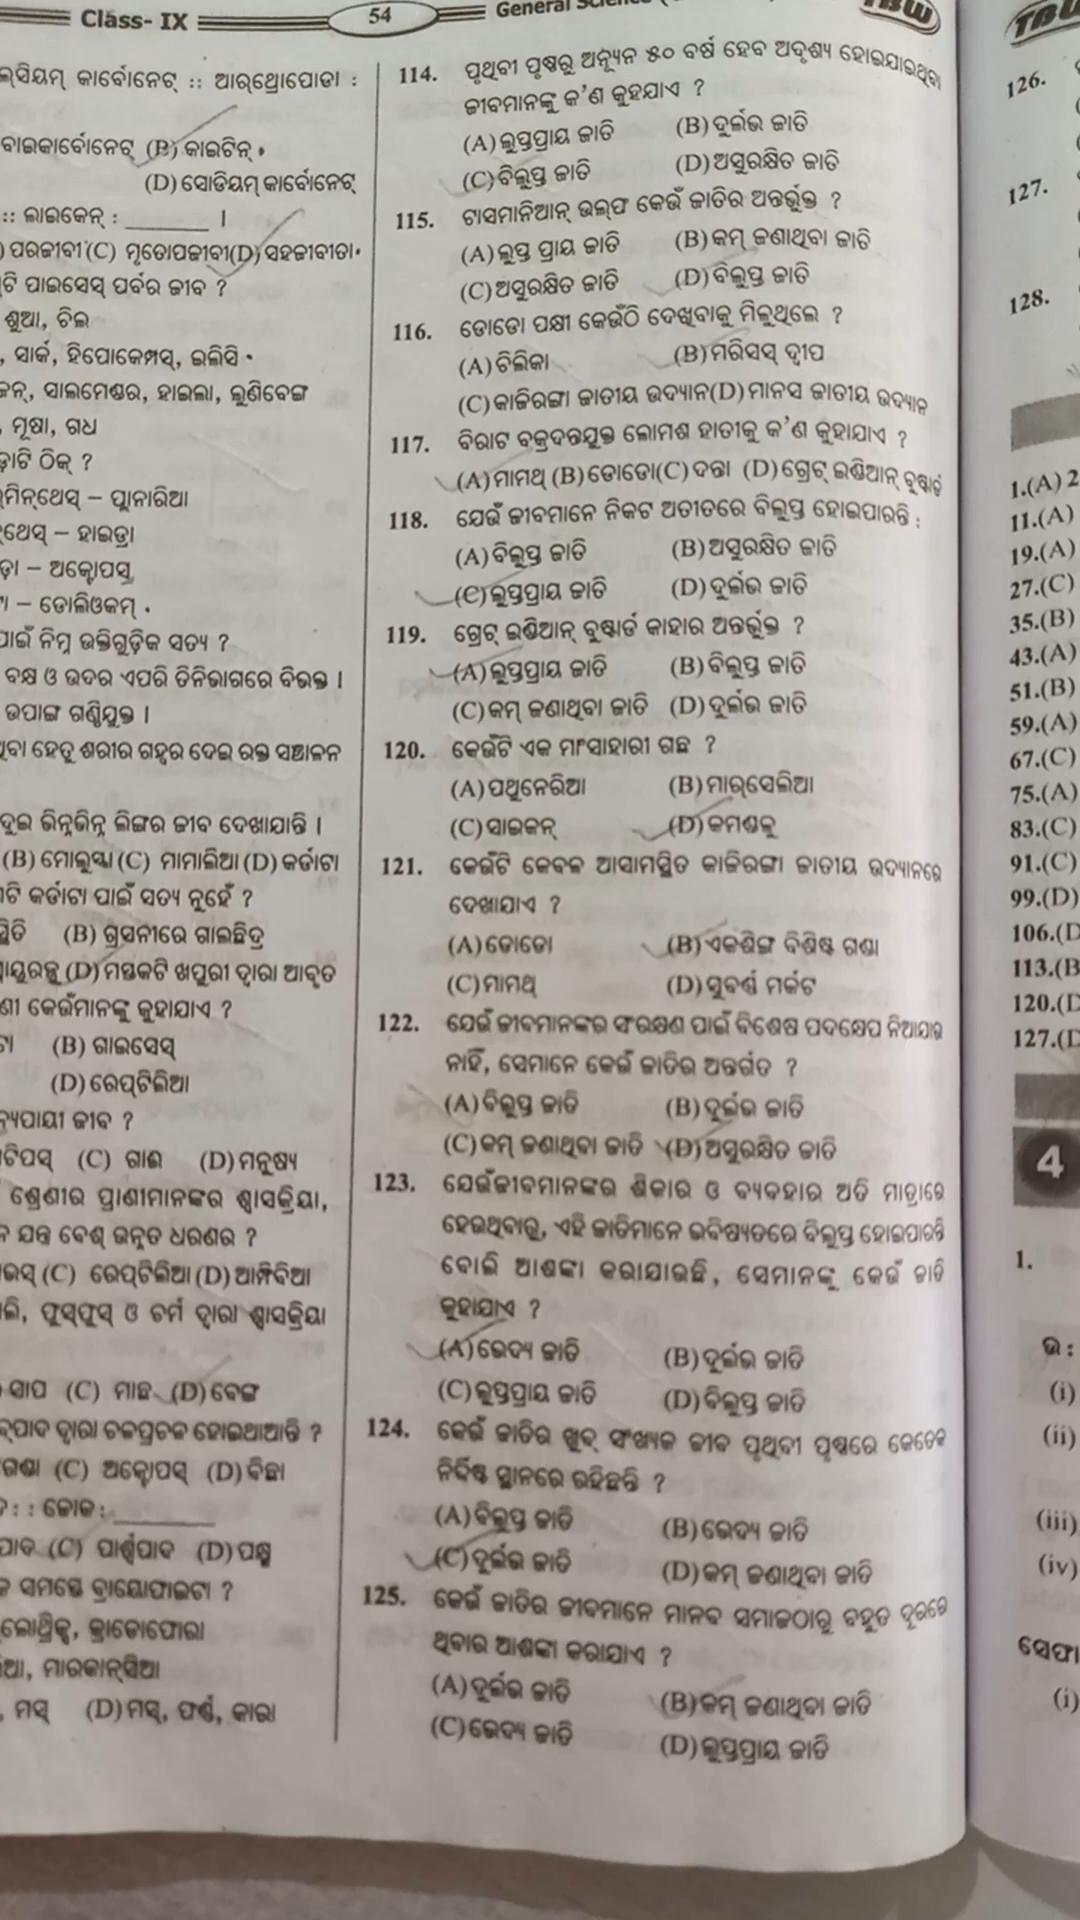 Class- IX
54
ଲ୍‌ସିୟମ୍ କାର୍ବୋନେଟ୍ :: ଆର୍‌ଥ୍ରୋପୋଡା :
ବାଇକାର୍ବୋନେଟ୍ (B) କାଇଟିନ୍
(D) ସୋଡିୟମ୍ କାର୍ବୋନେଟ୍
:: ଲାଇକେନ୍ : ________ ।
) ପରଜୀବୀ (C) ମୃତୋପଜୀବୀ(D) ସହଜୀବୀତା
ଟି ପାଇସେସ୍ ପର୍ବର ଜୀବ ?
ଶୁଆ, ଚିଲ
, ସାର୍କ, ହିପୋକେମ୍ପସ୍, ଇଲିସି
ସାଲମେଣ୍ଡର, ହାଇଲା, ଲୁଣିବେଙ୍ଗ
, ମୂଷା, ଗଧ
ଡ଼ାଟି ଠିକ୍ ?
ମିନ୍‌ଥେସ୍ – ପ୍ଲାନାରିଆ
ଥେସ୍ – ହାଇଡ୍ରା
ଡ଼ା – ଅକ୍ଟୋପସ୍
– ଡୋଲିଓକମ୍
ପାଇଁ ନିମ୍ନ ଉକ୍ତିଗୁଡ଼ିକ ସତ୍ୟ ?
ବକ୍ଷ ଓ ଉଦର ଏପରି ତିନିଭାଗରେ ବିଭକ୍ତ ।
ଉପାଙ୍ଗ ଗଣ୍ଠିଯୁକ୍ତ ।
ଥିବା ହେତୁ ଶରୀର ଗହ୍ୱର ଦେଇ ରକ୍ତ ସଞ୍ଚାଳନ
ଦୁଇ ଭିନ୍ନଭିନ୍ନ ଲିଙ୍ଗର ଜୀବ ଦେଖାଯାନ୍ତି ।
(B) ମୋଲୁସ୍କା (C) ମାମାଲିଆ (D) କର୍ଡାଟା
ଟି କର୍ଡାଟା ପାଇଁ ସତ୍ୟ ନୁହେଁ ?
ସ୍ଥିତି (B) ଗ୍ରସନୀରେ ଗାଲଛିଦ୍ର
(D) ମସ୍ତକଟି ଖପୁରୀ ଦ୍ୱାରା ଆବୃତ
ଣୀ କେଉଁମାନଙ୍କୁ କୁହାଯାଏ ?
(B) ଗାଇସେସ୍
(D) ରେପ୍‌ଟିଲିଆ
ନ୍ୟପାୟୀ ଜୀବ ?
ଟିପସ୍ (C) ଗାଈ (D) ମନୁଷ୍ୟ
ଶ୍ରେଣୀର ପ୍ରାଣୀମାନଙ୍କର ଶ୍ୱାସକ୍ରିୟା,
ଯନ୍ତ୍ର ବେଶ୍ ଉନ୍ନତ ଧରଣର ?
(C) ରେପ୍‌ଟିଲିଆ (D) ଆମ୍ଫିବିଆ
ଲି, ଫୁସ୍‌ଫୁସ୍ ଓ ଚର୍ମ ଦ୍ୱାରା ଶ୍ୱାସକ୍ରିୟା
) ସାପ (C) ମାଛ (D) ବେଙ୍ଗ
ଦ୍ୱାରା ଚଳପ୍ରଚଳ ହୋଇଥାଆନ୍ତି ?
(C) ଅକ୍ଟୋପସ୍ (D) ବିଛା
: : ଜୋକ : ________
ପାଦ (C) ପାର୍ଶ୍ୱପାଦ (D) ପକ୍ଷ
ସମସ୍ତେ ବ୍ରାୟୋଫାଇଟା ?
କ୍ଲାଡୋଫୋରା
ମାରକାନ୍‌ସିଆ
, ମସ୍ (D) ମସ୍, ଫର୍ଣ୍ଣ, କାରା
114. ପୃଥିବୀ ପୃଷ୍ଠରୁ ଅନ୍ୟୂନ ୫୦ ବର୍ଷ ହେବ ଅଦୃଶ୍ୟ ହୋଇଯାଇଥିବା
ଜୀବମାନଙ୍କୁ କ'ଣ କୁହଯାଏ ?
(A) ଲୁପ୍ତପ୍ରାୟ ଜାତି (B) ଦୁର୍ଲଭ ଜାତି
(C) ବିଲୁପ୍ତ ଜାତି (D) ଅସୁରକ୍ଷିତ ଜାତି
115. ଟାସମାନିଆନ୍ ଉଲ୍‌ଫ କେଉଁ ଜାତିର ଅନ୍ତର୍ଭୁକ୍ତ ?
(A) ଲୁପ୍ତ ପ୍ରାୟ ଜାତି (B) କମ୍ ଜଣାଥିବା ଜାତି
(C) ଅସୁରକ୍ଷିତ ଜାତି (D) ବିଲୁପ୍ତ ଜାତି
116. ଡୋଡୋ ପକ୍ଷୀ କେଉଁଠି ଦେଖିବାକୁ ମିଳୁଥିଲେ ?
(A) ଚିଲିକା (B) ମରିସସ୍ ଦ୍ୱୀପ
(C) କାଜିରଙ୍ଗା ଜାତୀୟ ଉଦ୍ୟାନ(D) ମାନସ ଜାତୀୟ ଉଦ୍ୟାନ
117. ବିରାଟ ବକ୍ରଦନ୍ତଯୁକ୍ତ ଲୋମଶ ହାତୀକୁ କ'ଣ କୁହାଯାଏ ?
(A) ମାମଥ୍ (B) ଡୋଡୋ(C) ଦନ୍ତା (D) ଗ୍ରେଟ୍ ଇଣ୍ଡିଆନ୍ ବୁଷ୍ଟାର୍ଡ
118. ଯେଉଁ ଜୀବମାନେ ନିକଟ ଅତୀତରେ ବିଲୁପ୍ତ ହୋଇପାରନ୍ତି :
(A) ବିଲୁପ୍ତ ଜାତି (B) ଅସୁରକ୍ଷିତ ଜାତି
(C) ଲୁପ୍ତପ୍ରାୟ ଜାତି (D) ଦୁର୍ଲଭ ଜାତି
119. ଗ୍ରେଟ୍ ଇଣ୍ଡିଆନ୍ ବୁଷ୍ଟାର୍ଡ କାହାର ଅନ୍ତର୍ଭୁକ୍ତ ?
(A) ଲୁପ୍ତପ୍ରାୟ ଜାତି (B) ବିଲୁପ୍ତ ଜାତି
(C) କମ୍ ଜଣାଥିବା ଜାତି (D) ଦୁର୍ଲଭ ଜାତି
120. କେଉଁଟି ଏକ ମାଂସାହାରୀ ଗଛ ?
(A) ପଥୁନେରିଆ (B) ମାର୍‌ସେଲିଆ
(C) ସାଇକନ୍ (D) କମଣ୍ଡଳୁ
121. କେଉଁଟି କେବଳ ଆସାମସ୍ଥିତ କାଜିରଙ୍ଗା ଜାତୀୟ ଉଦ୍ୟାନରେ
ଦେଖାଯାଏ ?
(A) ଡୋଡୋ (B) ଏକଶିଙ୍ଗ ବିଶିଷ୍ଟ ଗଣ୍ଡା
(C) ମାମଥ୍ (D) ସୁବର୍ଣ୍ଣ ମର୍କଟ
122. ଯେଉଁ ଜୀବମାନଙ୍କର ସଂରକ୍ଷଣ ପାଇଁ ବିଶେଷ ପଦକ୍ଷେପ ନିଆଯାଇ
ନାହିଁ, ସେମାନେ କେଉଁ ଜାତିର ଅନ୍ତର୍ଗତ ?
(A) ବିଲୁପ୍ତ ଜାତି (B) ଦୁର୍ଲଭ ଜାତି
(C) କମ୍ ଜଣାଥିବା ଜାତି (D) ଅସୁରକ୍ଷିତ ଜାତି
123. ଯେଉଁଜୀବମାନଙ୍କର ଶିକାର ଓ ବ୍ୟବହାର ଅତି ମାତ୍ରାରେ
ହେଉଥିବାରୁ, ଏହି ଜାତିମାନେ ଭବିଷ୍ୟତରେ ବିଲୁପ୍ତ ହୋଇପାରନ୍ତି
ବୋଲି ଆଶଙ୍କା କରାଯାଉଛି, ସେମାନଙ୍କୁ କେଉଁ ଜାତି
କୁହାଯାଏ ?
(A) ଭେଦ୍ୟ ଜାତି (B) ଦୁର୍ଲଭ ଜାତି
(C) ଲୁପ୍ତପ୍ରାୟ ଜାତି (D) ବିଲୁପ୍ତ ଜାତି
124. କେଉଁ ଜାତିର ଖୁବ୍ ସଂଖ୍ୟକ ଜୀବ ପୃଥିବୀ ପୃଷ୍ଠରେ କେତେକ
ନିର୍ଦ୍ଦିଷ୍ଟ ସ୍ଥାନରେ ରହିଛନ୍ତି ?
(A) ବିଲୁପ୍ତ ଜାତି (B) ଭେଦ୍ୟ ଜାତି
(C) ଦୁର୍ଲଭ ଜାତି (D) କମ୍ ଜଣାଥିବା ଜାତି
125. କେଉଁ ଜାତିର ଜୀବମାନେ ମାନବ ସମାଜଠାରୁ ବହୁତ ଦୂରରେ
ଥିବାର ଆଶଙ୍କା କରାଯାଏ ?
(A) ଦୁର୍ଲଭ ଜାତି (B) କମ୍ ଜଣାଥିବା ଜାତି
(C) ଭେଦ୍ୟ ଜାତି (D) ଲୁପ୍ତପ୍ରାୟ ଜାତି
126.
127.
128.
1.(A) 2
11.(A)
19.(A)
27.(C)
35.(B)
43.(A)
51.(B)
59.(A)
67.(C)
75.(A)
83.(C)
91.(C)
99.(D)
106.(D
113.(B
120.(D
127.(D
4
1.
ଉ :
(i)
(ii)
(iii)
(iv)
(i)